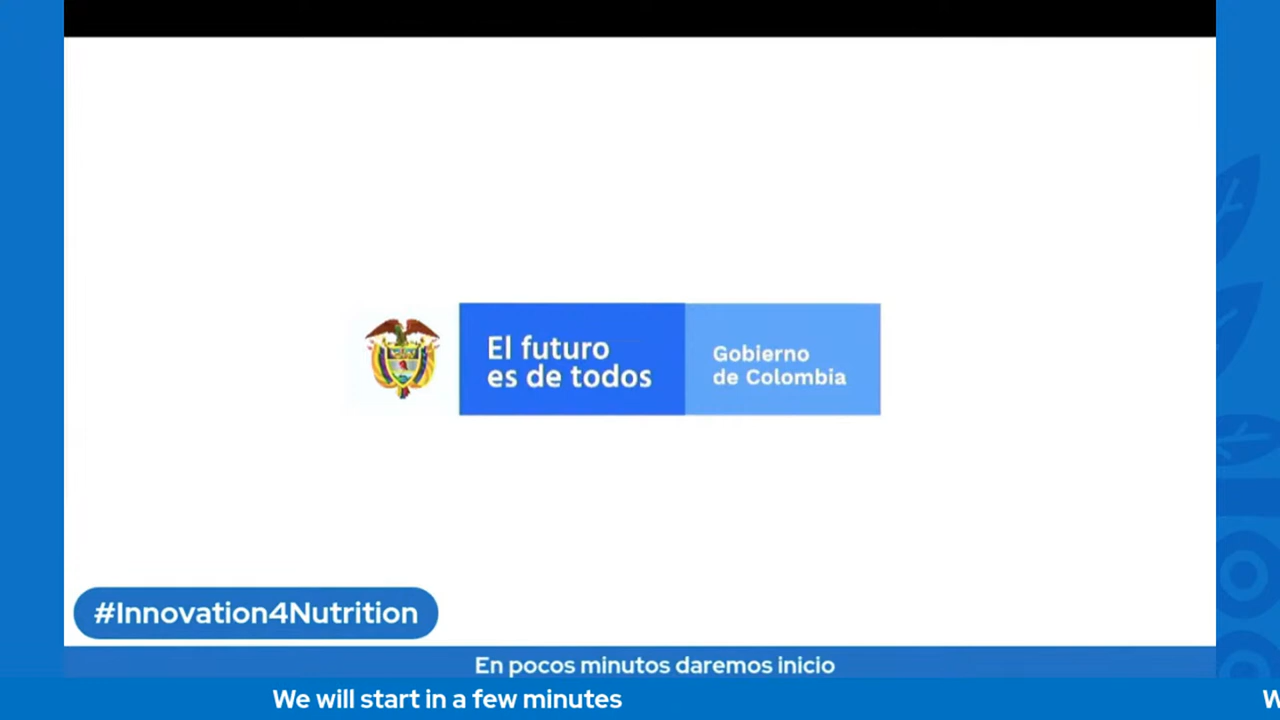 El futuro
es de todos
Gobierno
de Colombia
#Innovation4Nutrition
En pocos minutos daremos inicio
We will start in a few minutes